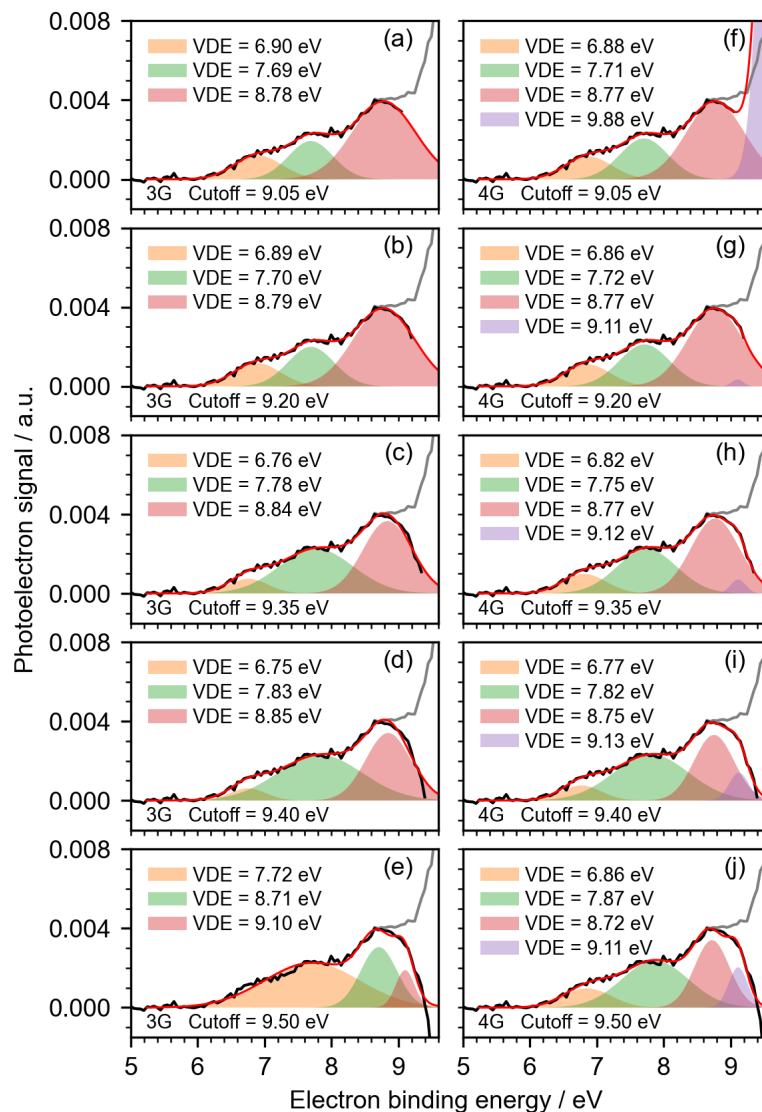 Photoelectron signal / a.u.
0.008
0.004
0.000
(a)
VDE = 6.90 eV
VDE = 7.69 eV
VDE = 8.78 eV
3G Cutoff = 9.05 eV
(f)
VDE = 6.88 eV
VDE = 7.71 eV
VDE = 8.77 eV
VDE = 9.88 eV
4G Cutoff = 9.05 eV
0.008
0.004
0.000
(b)
VDE = 6.89 eV
VDE = 7.70 eV
VDE = 8.79 eV
3G Cutoff = 9.20 eV
(g)
VDE = 6.86 eV
VDE = 7.72 eV
VDE = 8.77 eV
VDE = 9.11 eV
4G Cutoff = 9.20 eV
0.008
0.004
0.000
(c)
VDE = 6.76 eV
VDE = 7.78 eV
VDE = 8.84 eV
3G Cutoff = 9.35 eV
(h)
VDE = 6.82 eV
VDE = 7.75 eV
VDE = 8.77 eV
VDE = 9.12 eV
4G Cutoff = 9.35 eV
0.008
0.004
0.000
(d)
VDE = 6.75 eV
VDE = 7.83 eV
VDE = 8.85 eV
3G Cutoff = 9.40 eV
(i)
VDE = 6.77 eV
VDE = 7.82 eV
VDE = 8.75 eV
VDE = 9.13 eV
4G Cutoff = 9.40 eV
0.008
0.004
0.000
(e)
VDE = 7.72 eV
VDE = 8.71 eV
VDE = 9.10 eV
3G Cutoff = 9.50 eV
(j)
VDE = 6.86 eV
VDE = 7.87 eV
VDE = 8.72 eV
VDE = 9.11 eV
4G Cutoff = 9.50 eV
5 6 7 8 9 5 6 7 8 9
Electron binding energy / eV